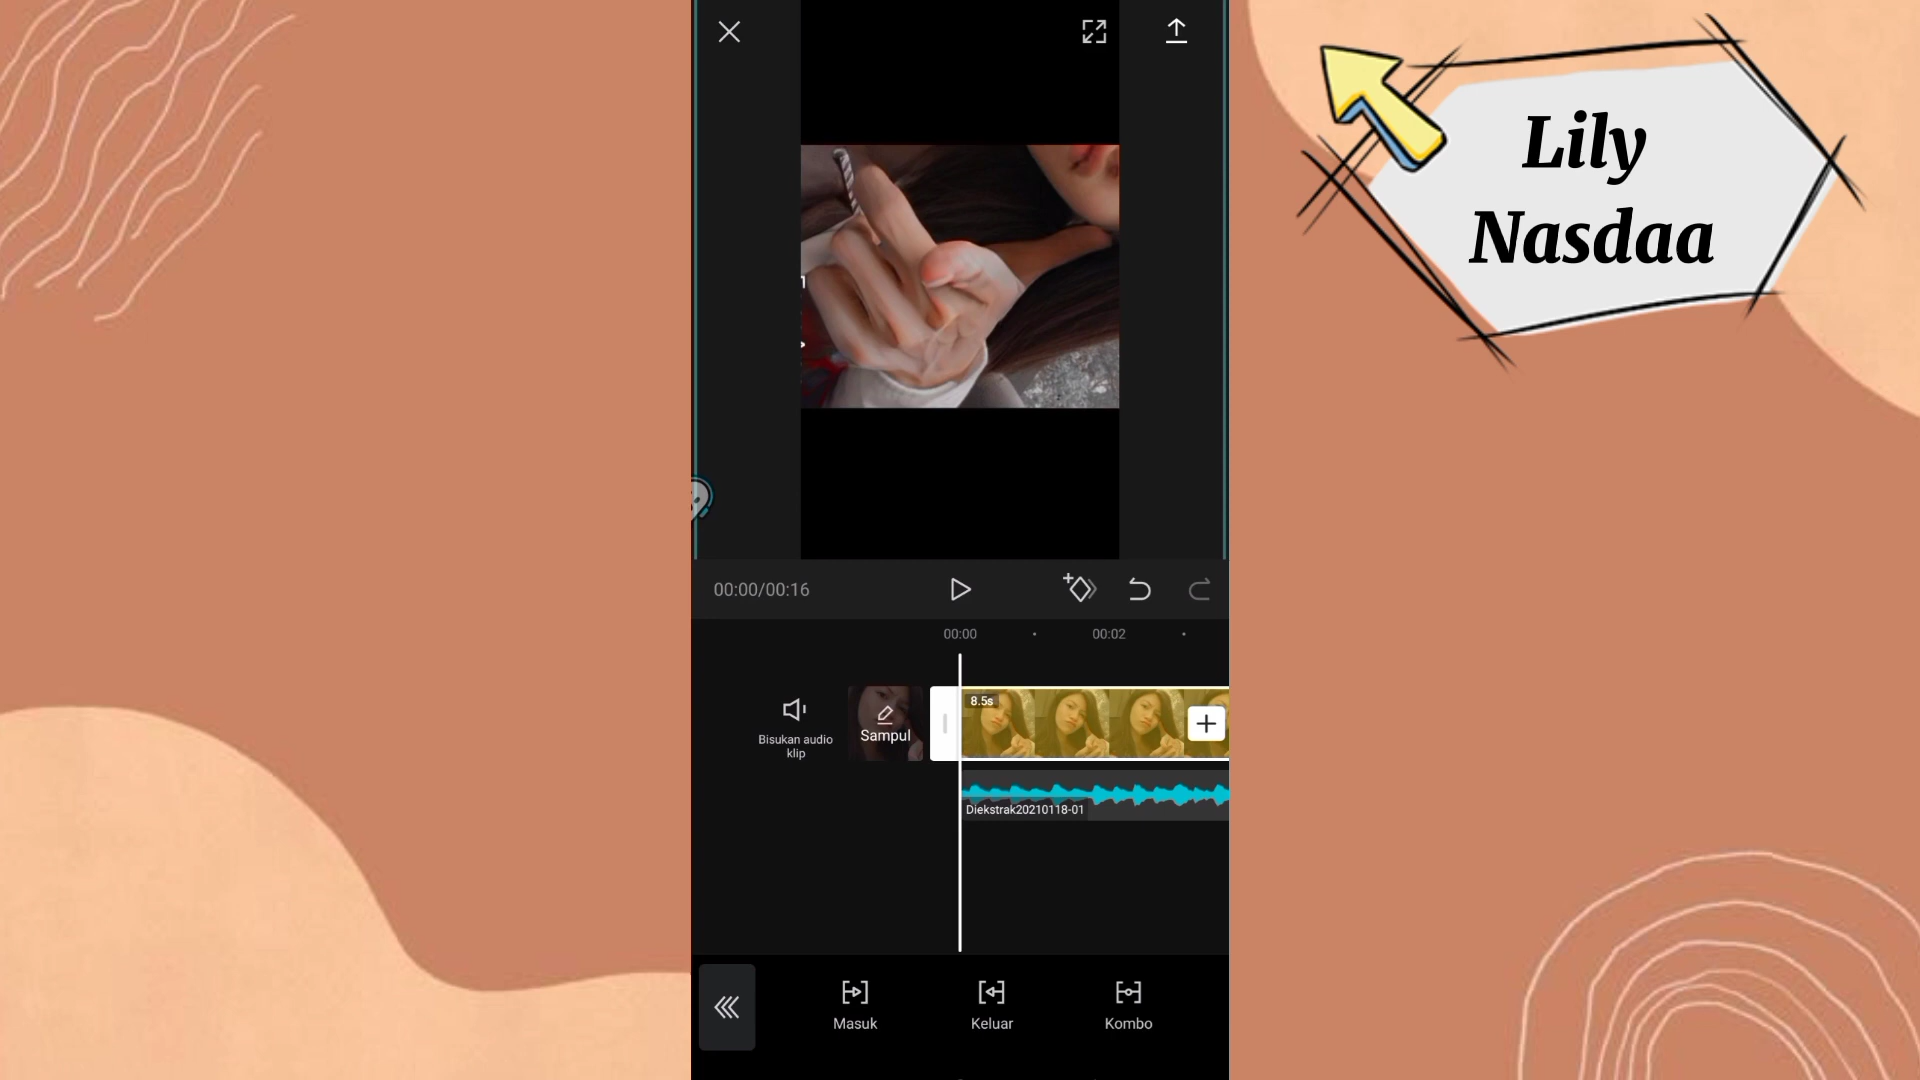 Lily
Nasdaa
00:00/00:16
00:00
00:02
Bisukan audio
klip
Sampul
8.5s
Diekstrak20210118-01
Masuk
Keluar
Kombo